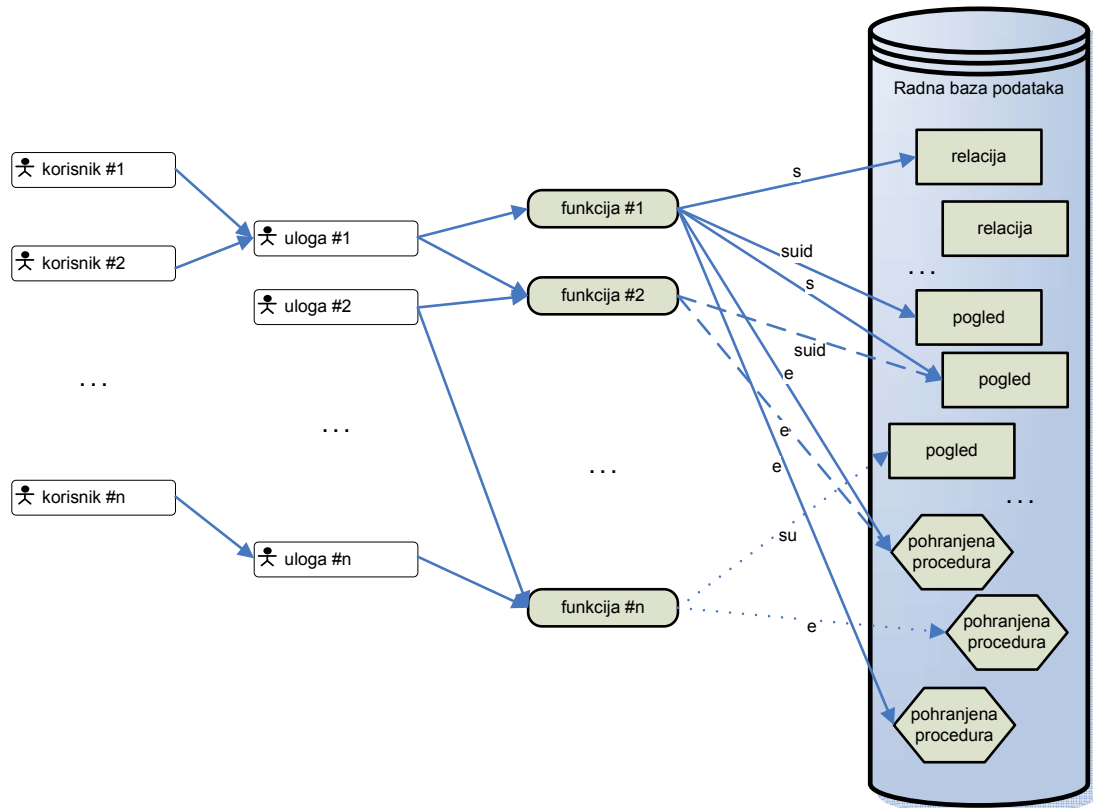 Radna baza podataka
korisnik #1
korisnik #2
. . .
korisnik #n
uloga #1
uloga #2
. . .
uloga #n
funkcija #1
funkcija #2
. . .
funkcija #n
s
suid
s
suid
e
e
e
su
e
relacija
relacija
. . .
pogled
pogled
pogled
. . .
pohranjena
procedura
pohranjena
procedura
pohranjena
procedura